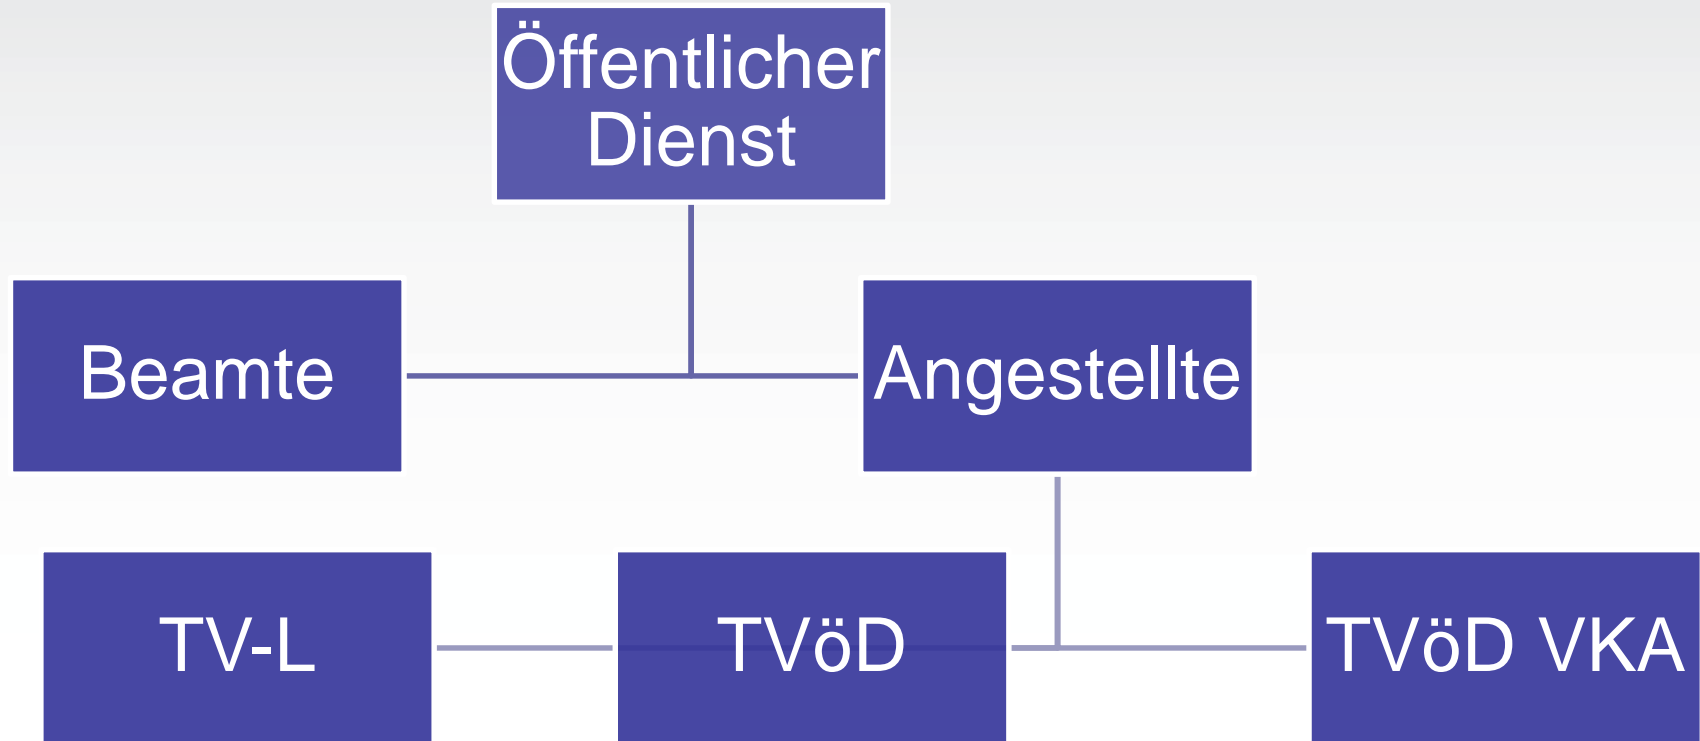 Öffentlicher
Dienst
Beamte
Angestellte
TV-L
TVöD
TVöD VKA